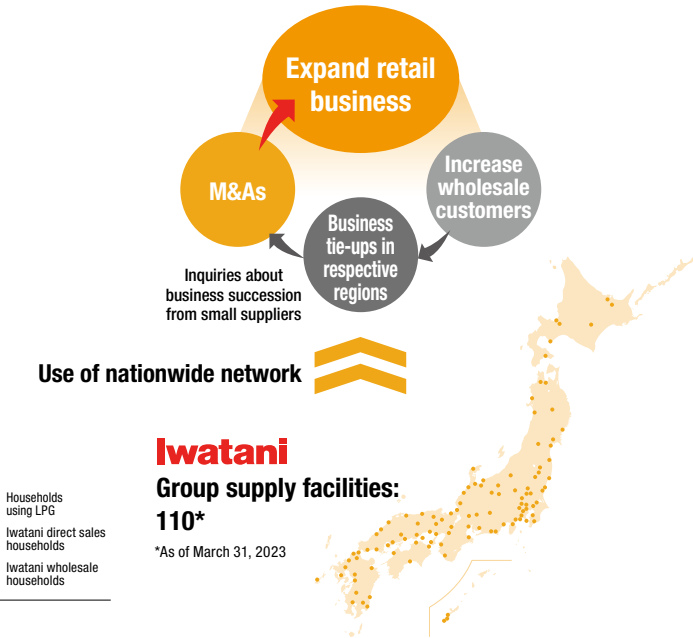 Expand retail
business
M&As
Increase
wholesale
customers
Business
tie-ups in
respective
regions
Inquiries about
business succession
from small suppliers
Use of nationwide network
Iwatani
Group supply facilities:
110*
*As of March 31, 2023
Households
using LPG
Iwatani direct sales
households
Iwatani wholesale
households